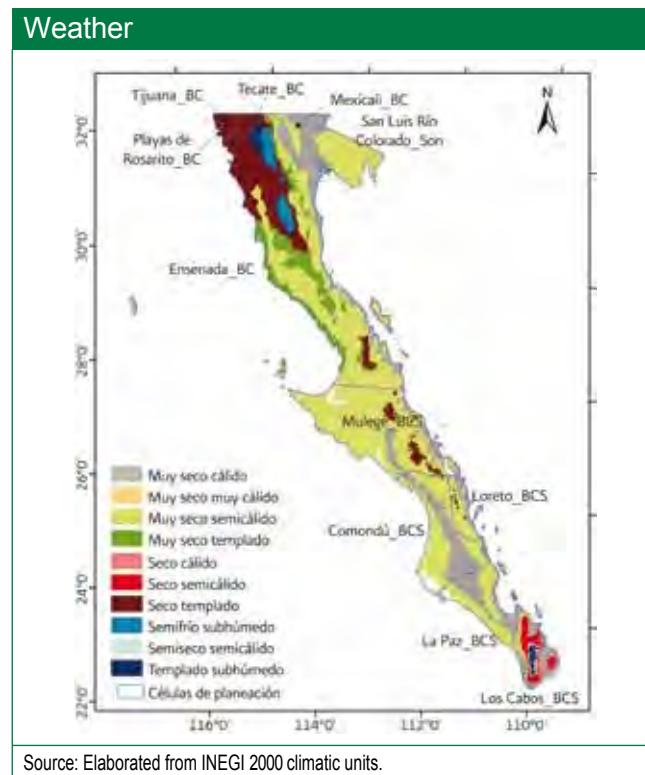 Weather
N
Tijuana_BC
Tecate_BC
Mexicali_BC
San Luis Rín
Colorado_Son
Playas de
Rosarito_BC
Ensenada_BC
Mulegé_BCS
Loreto_BCS
Comondú_BCS
La Paz_BCS
Los Cabos_BCS
32°0'
30°0'
28°0'
26°0'
24°0'
22°0'
Muy seco cálido
Muy seco muy cálido
Muy seco semicálido
Muy seco templado
Seco cálido
Seco semicálido
Seco templado
Semifrío subhúmedo
Semiseco semicálido
Templado subhúmedo
Células de planeación
116°0'
114°0'
112°0'
110°0'
Source: Elaborated from INEGI 2000 climatic units.